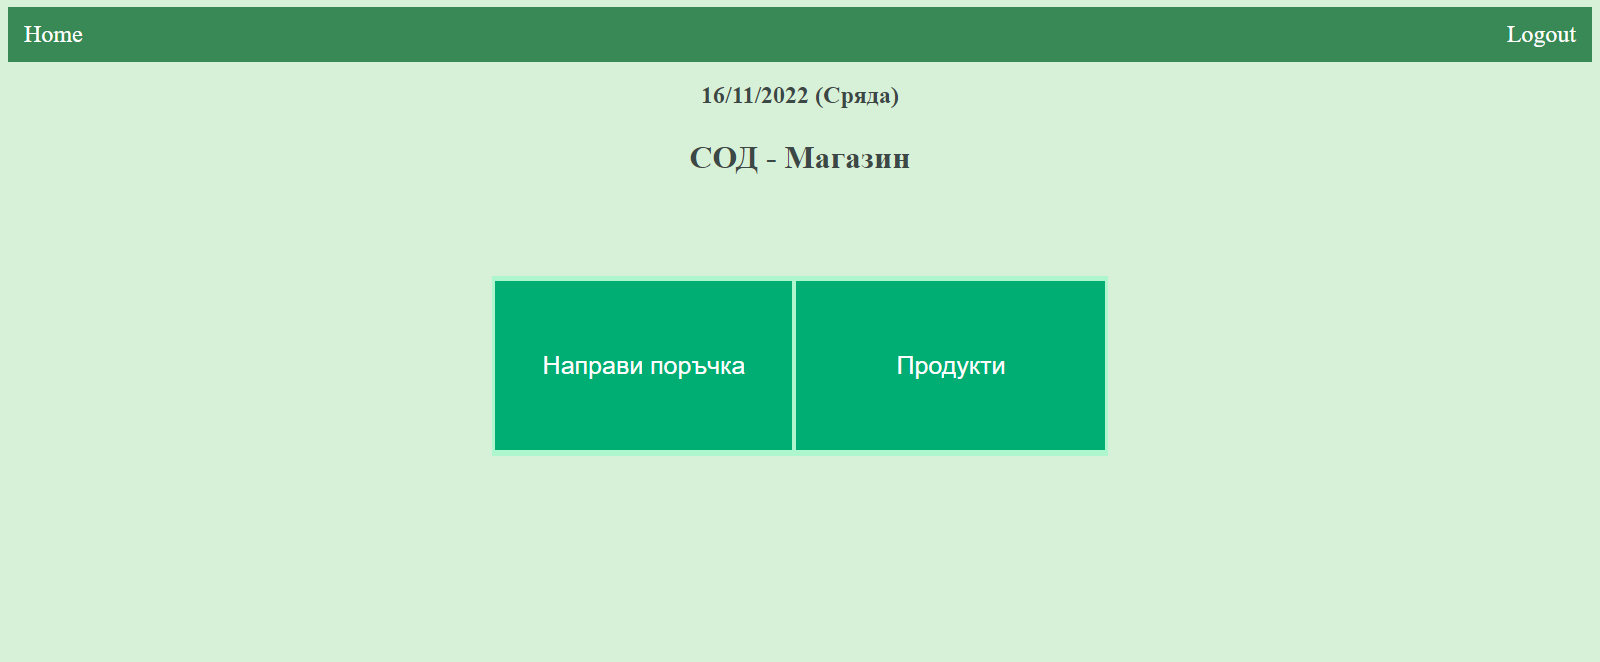 Home Logout
16/11/2022 (Сряда)
СОД - Магазин
Направи поръчка Продукти